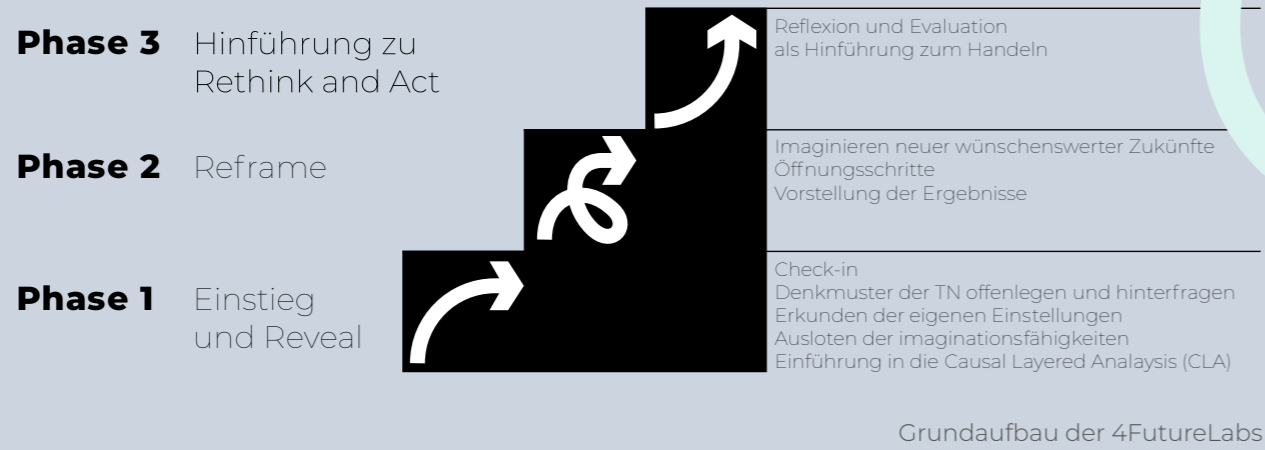 Phase 3 Hinführung zu
Rethink and Act
Reflexion und Evaluation
als Hinführung zum Handeln
Phase 2 Reframe
Imaginieren neuer wünschenswerter Zukünfte
Öffnungsschritte
Vorstellung der Ergebnisse
Phase 1 Einstieg
und Reveal
Check-in
Denkmuster der TN offenlegen und hinterfragen
Erkunden der eigenen Einstellungen
Ausloten der imaginationsfähigkeiten
Einführung in die Causal Layered Analaysis (CLA)
Grundaufbau der 4FutureLabs